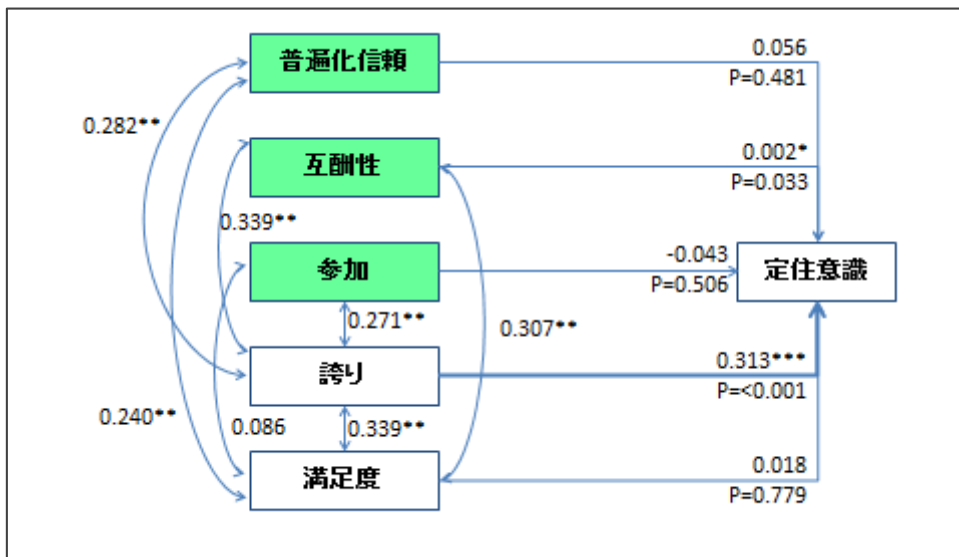 普遍化信頼
0.056
P=0.481
0.282**
互酬性
0.002*
P=0.033
0.339**
参加
-0.043
P=0.506
定住意識
0.271**
0.307**
誇り
0.313***
P=<0.001
0.240**
0.086
0.339**
満足度
0.018
P=0.779